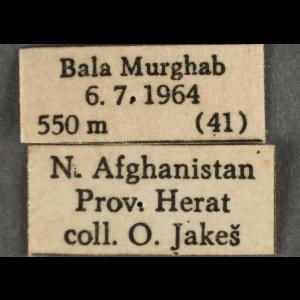 Bala Murghab
6. 7. 1964
550 m (41)
N. Afghanistan
Prov. Herat
coll. O. Jakeš